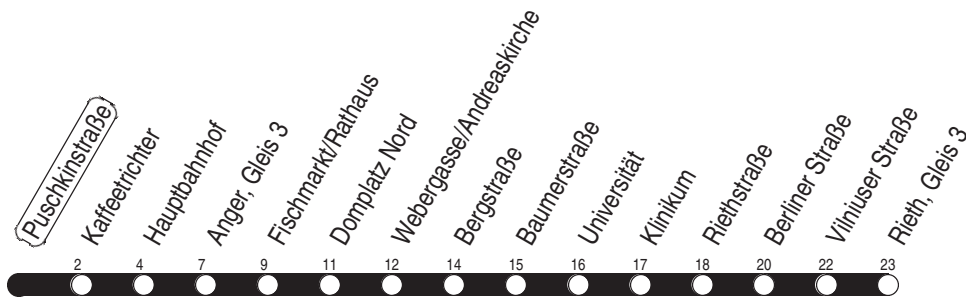 Puschkinstraße
Kaffeetrichter
Hauptbahnhof
Anger, Gleis 3
Fischmarkt/Rathaus
Domplatz Nord
Webergasse/Andreaskirche
Bergstraße
Baumerstraße
Universität
Klinikum
Riethstraße
Berliner Straße
Vilniuser Straße
Rieth, Gleis 3
2 4 7 9 11 12 14 15 16 17 18 20 22 23